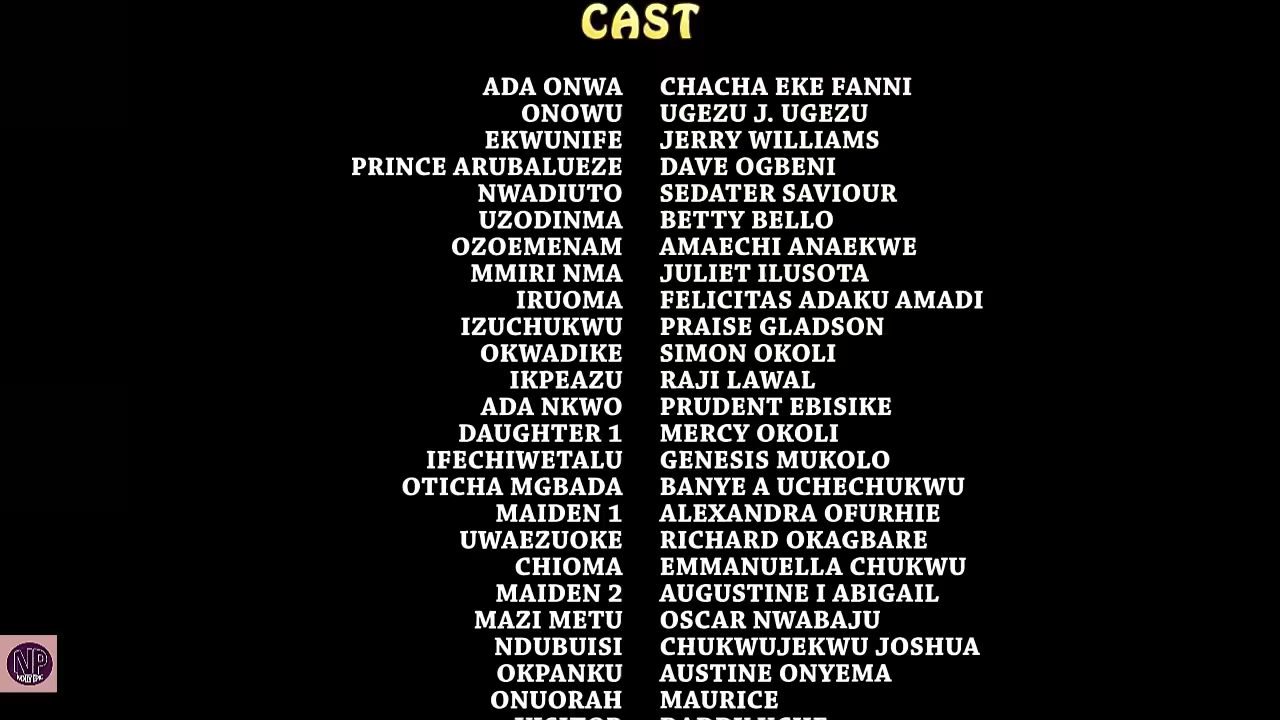 CAST
ADA ONWA CHACHA EKE FANNI
ONOWU UGEZU J. UGEZU
EKWUNIFE JERRY WILLIAMS
PRINCE ARUBALUEZE DAVE OGBENI
NWADIUTO SEDATER SAVIOUR
UZODINMA BETTY BELLO
OZOEMENAM AMAECHI ANAEKWE
MMIRI NMA JULIET ILUSOTA
IRUOMA FELICITAS ADAKU AMADI
IZUCHUKWU PRAISE GLADSON
OKWADIKE SIMON OKOLI
IKPEAZU RAJI LAWAL
ADA NKWO PRUDENT EBISIKE
DAUGHTER 1 MERCY OKOLI
IFECHIWETALU GENESIS MUKOLO
OTICHA MGBADA BANYE A UCHECHUKWU
MAIDEN 1 ALEXANDRA OFURHIE
UWAEZUOKE RICHARD OKAGBARE
CHIOMA EMMANUELLA CHUKWU
MAIDEN 2 AUGUSTINE I ABIGAIL
MAZI METU OSCAR NWABAJU
NDUBUISI CHUKWUJEKWU JOSHUA
OKPANKU AUSTINE ONYEMA
ONUORAH MAURICE
NP